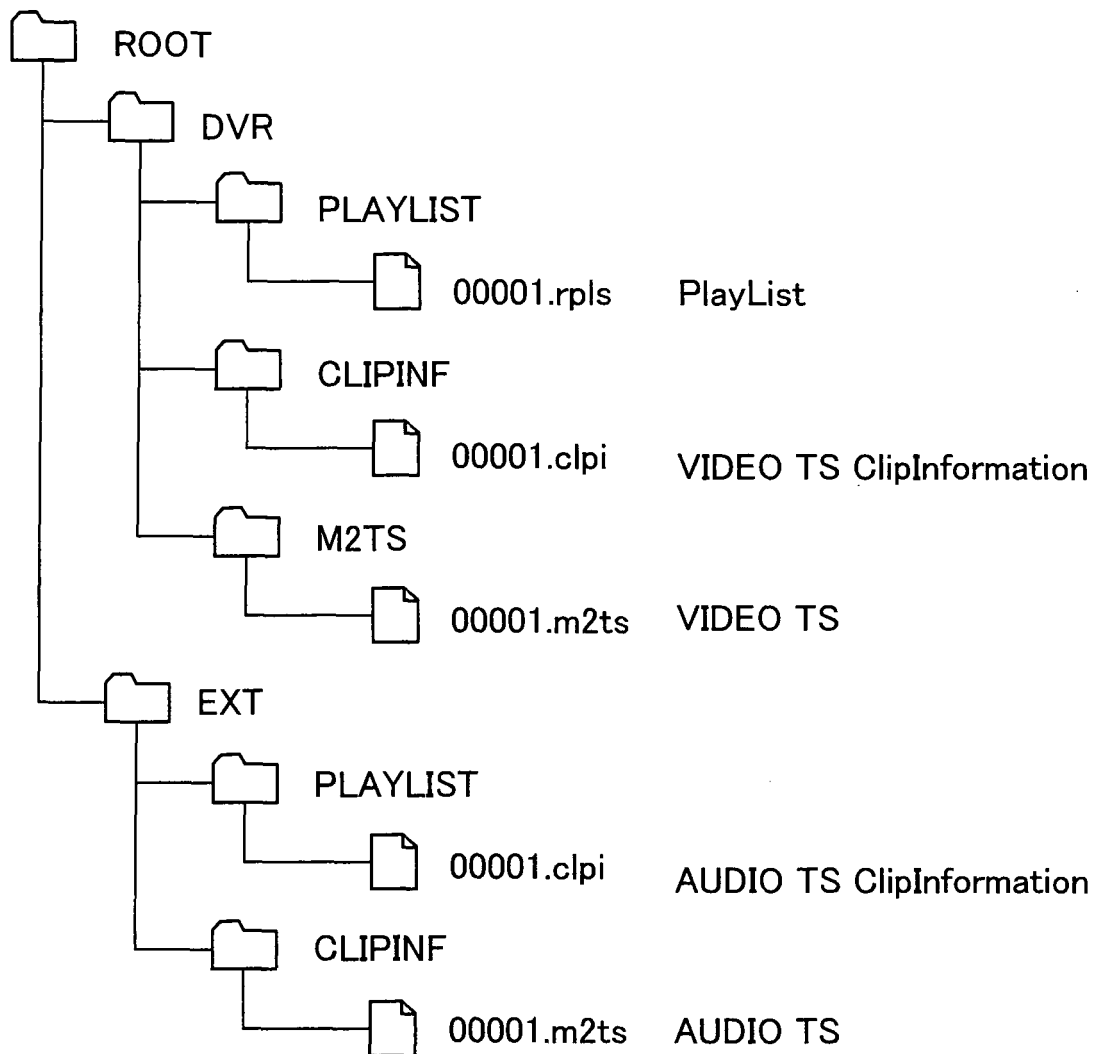 ROOT
DVR
PLAYLIST
00001.rpls PlayList
CLIPINF
00001.clpi VIDEO TS ClipInformation
M2TS
00001.m2ts VIDEO TS
EXT
PLAYLIST
00001.clpi AUDIO TS ClipInformation
CLIPINF
00001.m2ts AUDIO TS